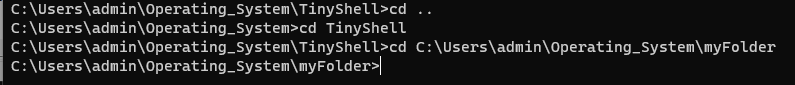 C:\Users\admin\Operating_System\TinyShell>cd ..
C:\Users\admin\Operating_System>cd TinyShell
C:\Users\admin\Operating_System\TinyShell>cd C:\Users\admin\Operating_System\myFolder
C:\Users\admin\Operating_System\myFolder>